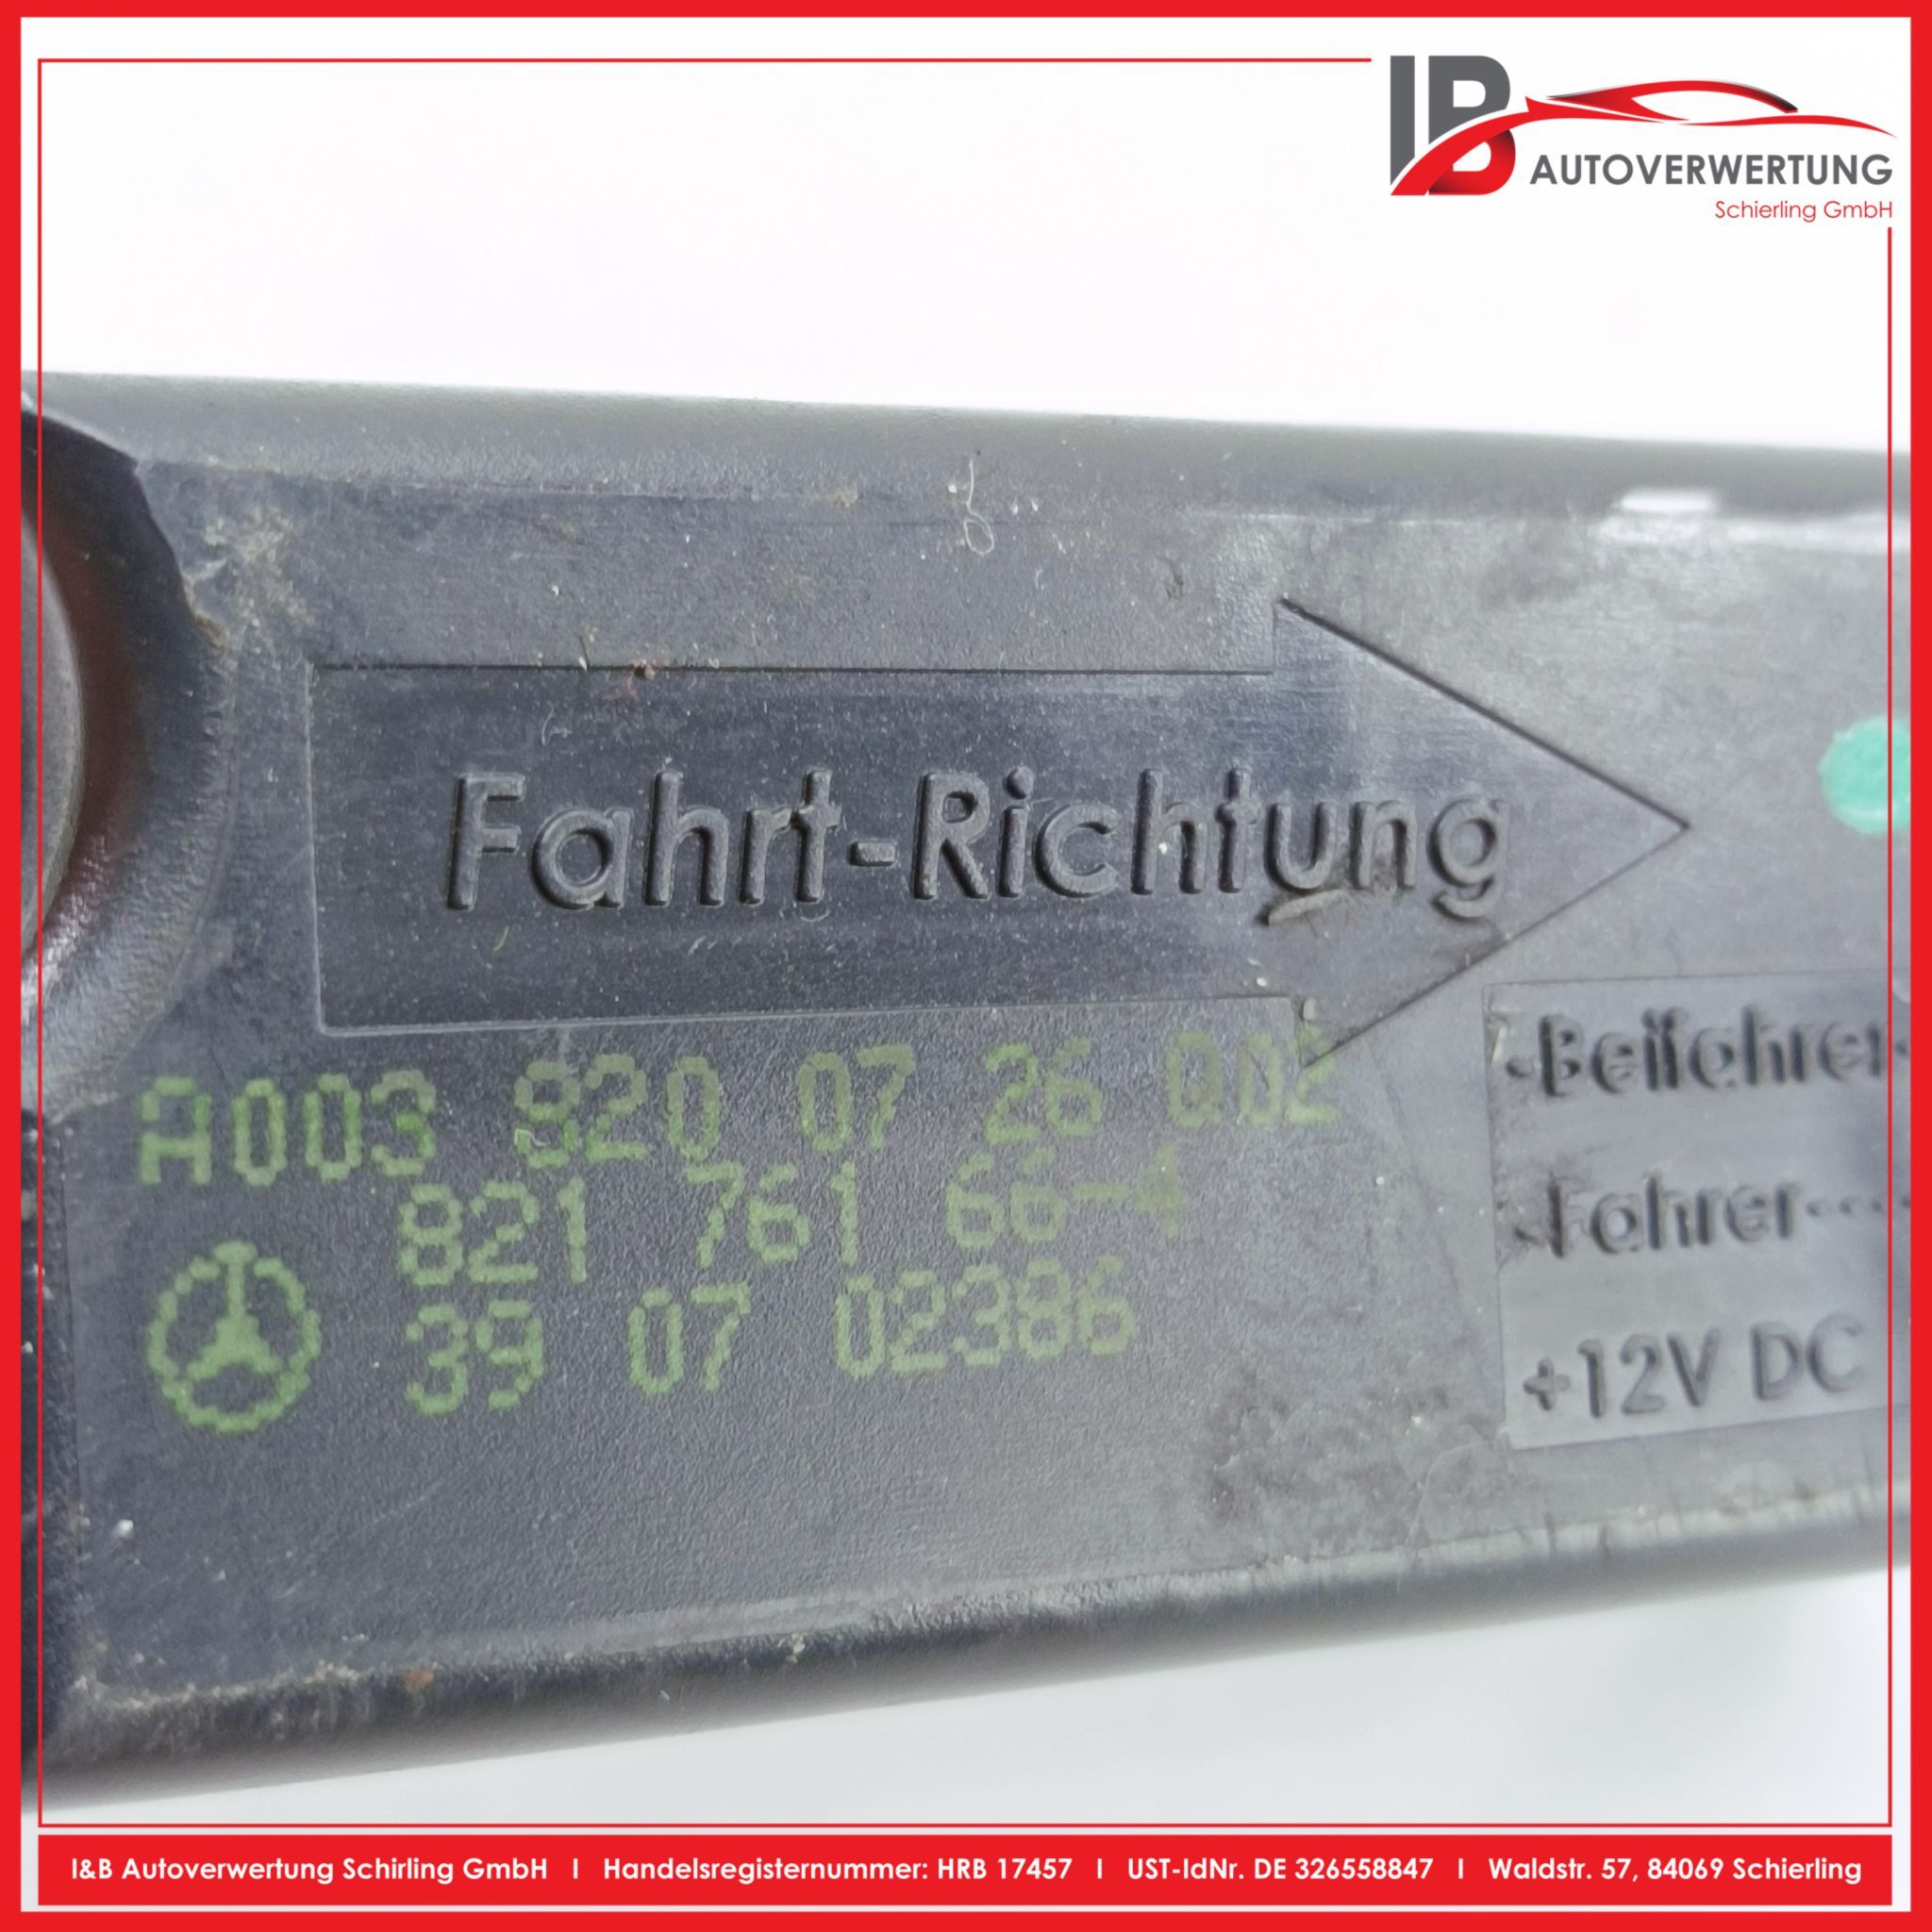 IB
AUTOVERWERTUNG
Schierling GmbH
Fahrt-Richtung
A003 820 07 26 Q02
821 761 66-4
39 07 02386
-Beifahrer-
-Fahrer----
+12V DC
I&B Autoverwertung Schirling GmbH I Handelsregisternummer: HRB 17457 I UST-IdNr. DE 326558847 I Waldstr. 57, 84069 Schierling